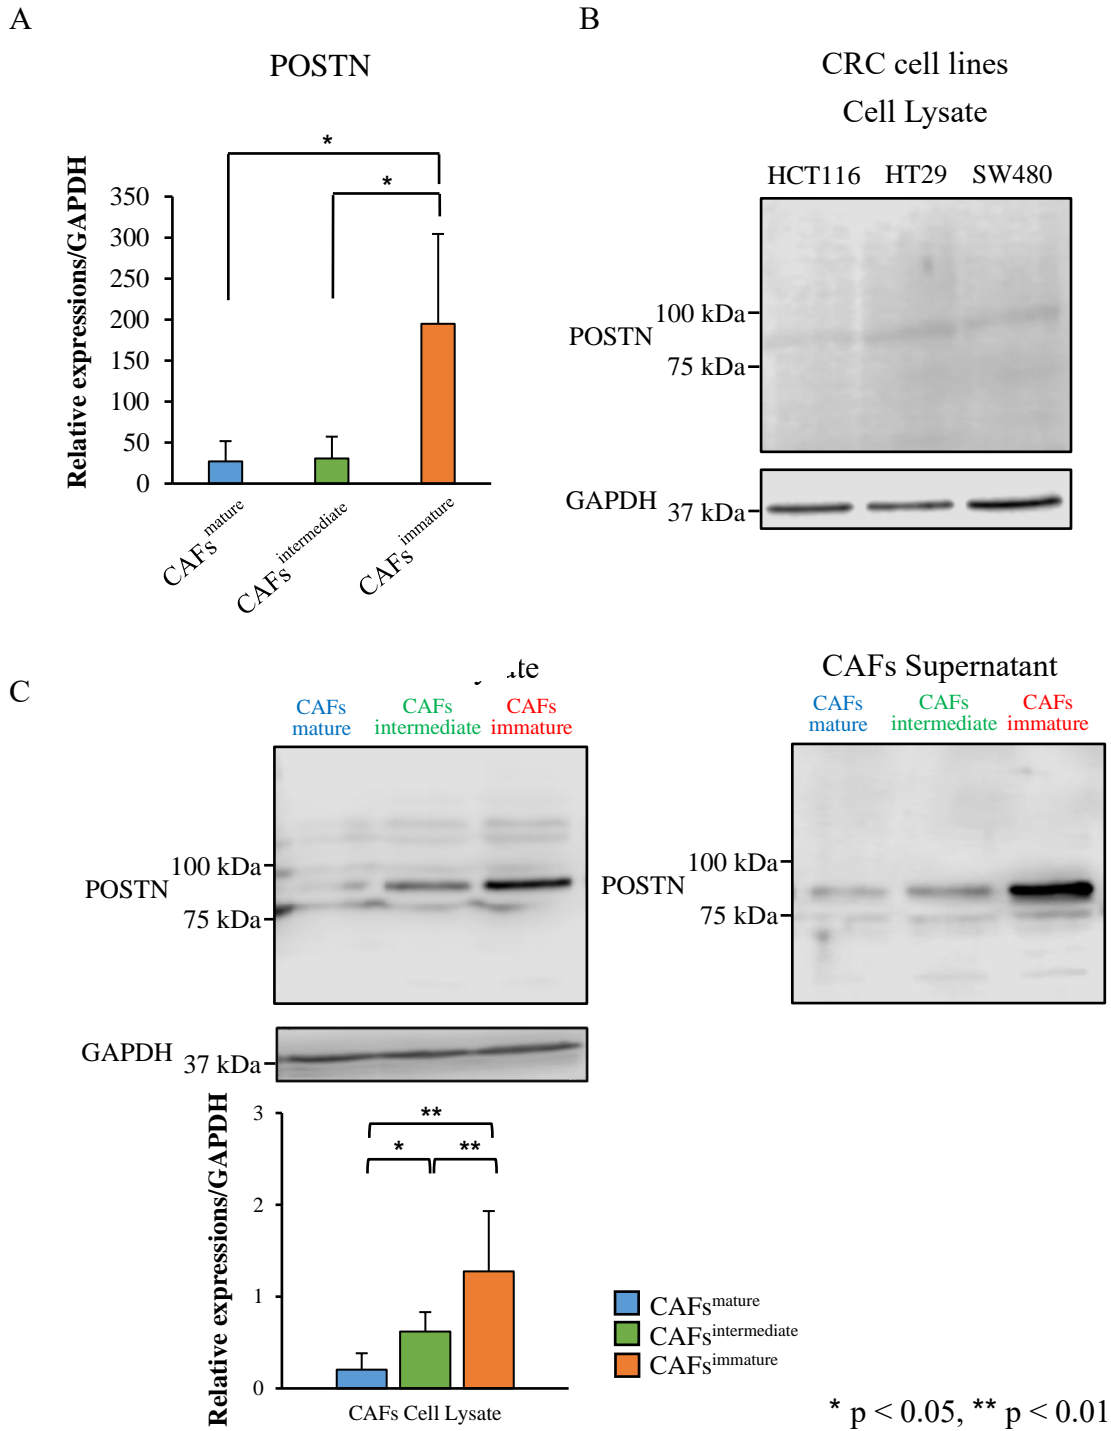 A
POSTN
*
*
Relative expressions/GAPDH
350
300
250
200
150
100
50
0
CAFs mature
CAFs intermediate
CAFs immature
B
CRC cell lines
Cell Lysate
HCT116 HT29 SW480
100 kDa
POSTN
75 kDa
GAPDH
37 kDa
C
CAFs mature
CAFs intermediate
CAFs immature
100 kDa
POSTN
75 kDa
GAPDH
37 kDa
CAFs Supernatant
CAFs mature
CAFs intermediate
CAFs immature
100 kDa
POSTN
75 kDa
Relative expressions/GAPDH
3
2
1
0
**
* **
CAFs Cell Lysate
CAFs mature
CAFs intermediate
CAFs immature
* p < 0.05, ** p < 0.01